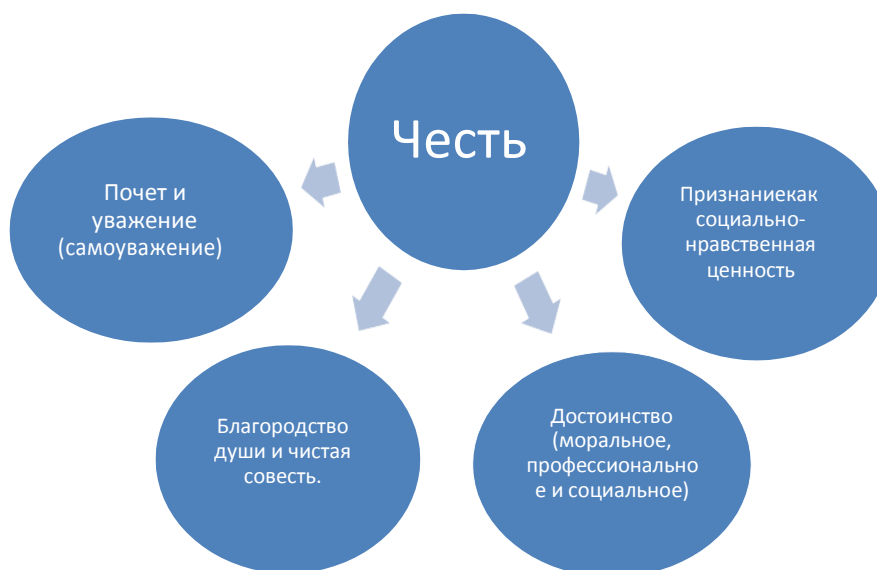 Честь
Почет и
уважение
(самоуважение)
Признаниекак
социально-
нравственная
ценность
Благородство
души и чистая
совесть.
Достоинство
(моральное,
профессионально
е и социальное)